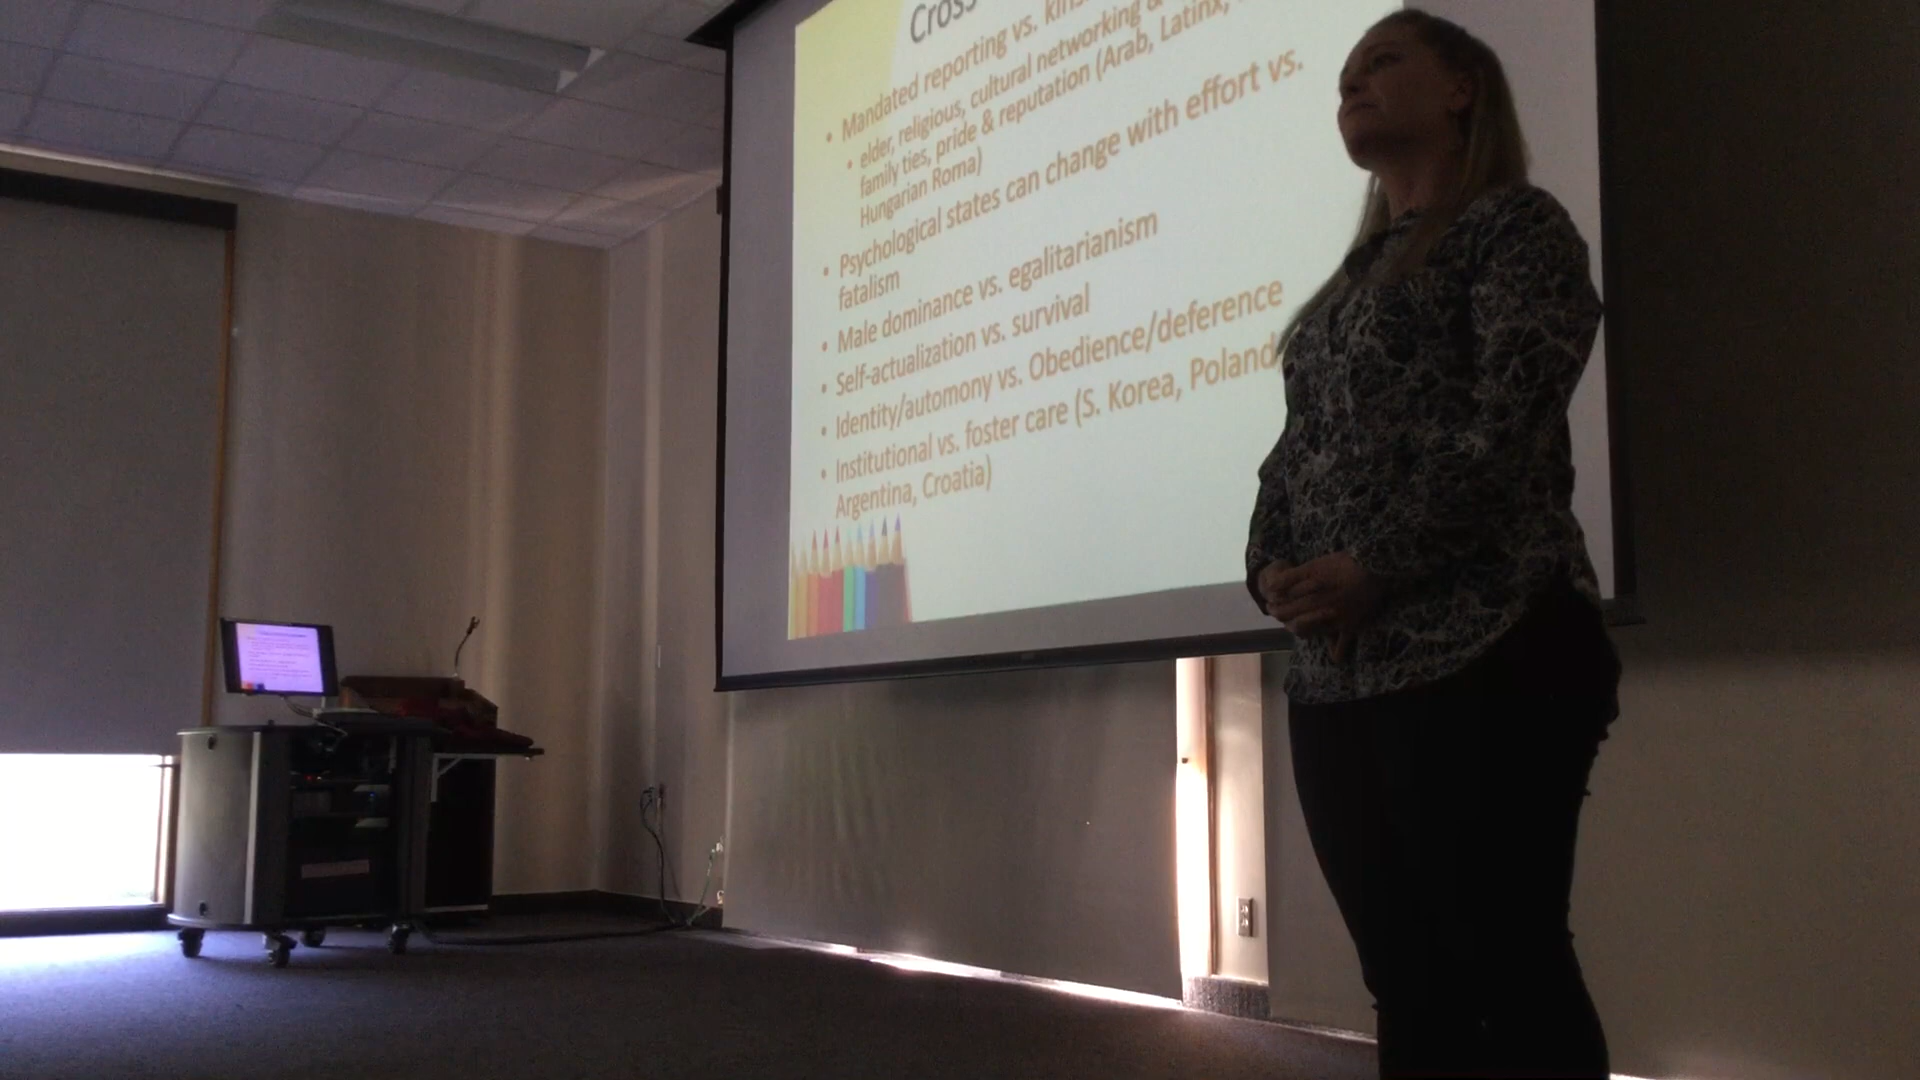 Cross
Mandated reporting vs.
elder, religious, cultural networking &
family ties, pride & reputation (Arab, Latinx,
Hungarian Roma)
Psychological states can change with effort vs.
fatalism
Male dominance vs. egalitarianism
Self-actualization vs. survival
Identity/automony vs. Obedience/deference
Institutional vs. foster care (S. Korea, Poland,
Argentina, Croatia)